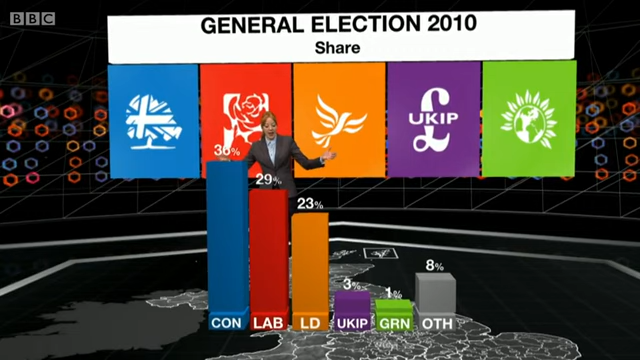 BBC
GENERAL ELECTION 2010
Share
£
UKIP
36%
29%
23%
3%
1%
8%
CON LAB LD UKIP GRN OTH